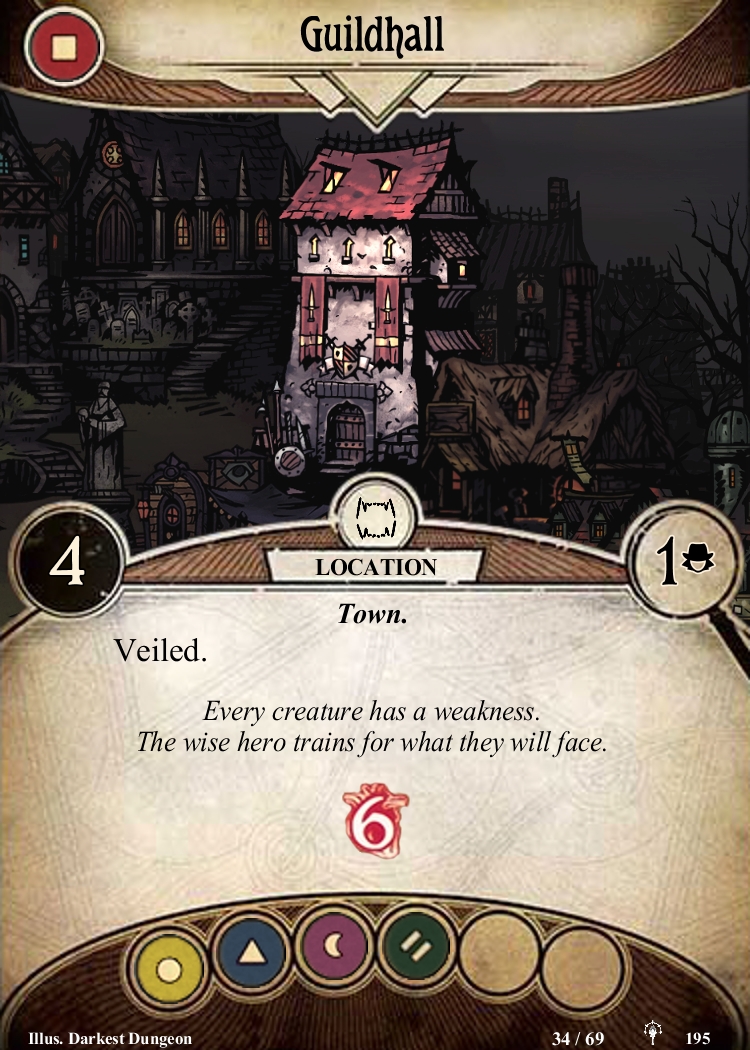 Guildhall
4
1
LOCATION
Town.
Veiled.
Every creature has a weakness.
The wise hero trains for what they will face.
6
Illus. Darkest Dungeon
34 / 69
195